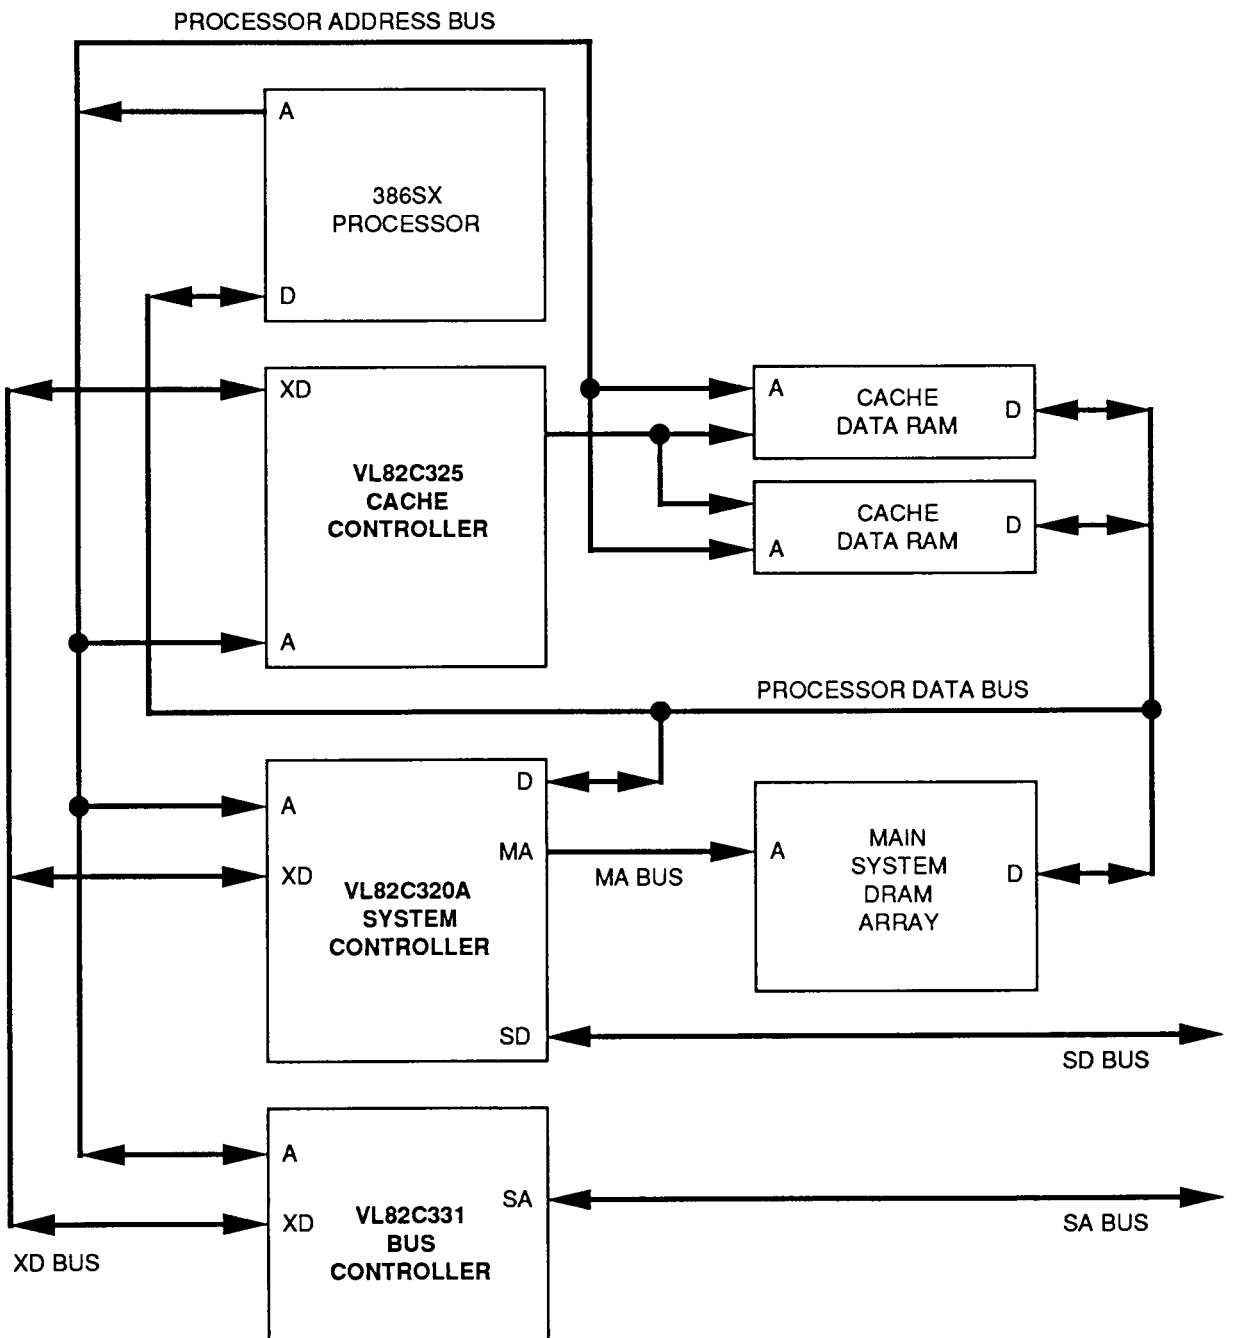 PROCESSOR ADDRESS BUS
A
386SX
PROCESSOR
D
XD
VL82C325
CACHE
CONTROLLER
A
A
CACHE
DATA RAM
D
CACHE
DATA RAM
D
A
PROCESSOR DATA BUS
D
A
MA
XD
VL82C320A
SYSTEM
CONTROLLER
SD
MA BUS
A
MAIN
SYSTEM
DRAM
ARRAY
D
SD BUS
A
SA
XD
VL82C331
BUS
CONTROLLER
SA BUS
XD BUS